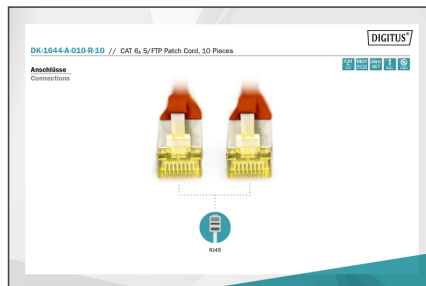 DIGITUS®
DK-1644-A-010-R-10 // CAT 6A S/FTP Patch Cord, 10 Pieces
Anschlüsse
Connections
RJ45